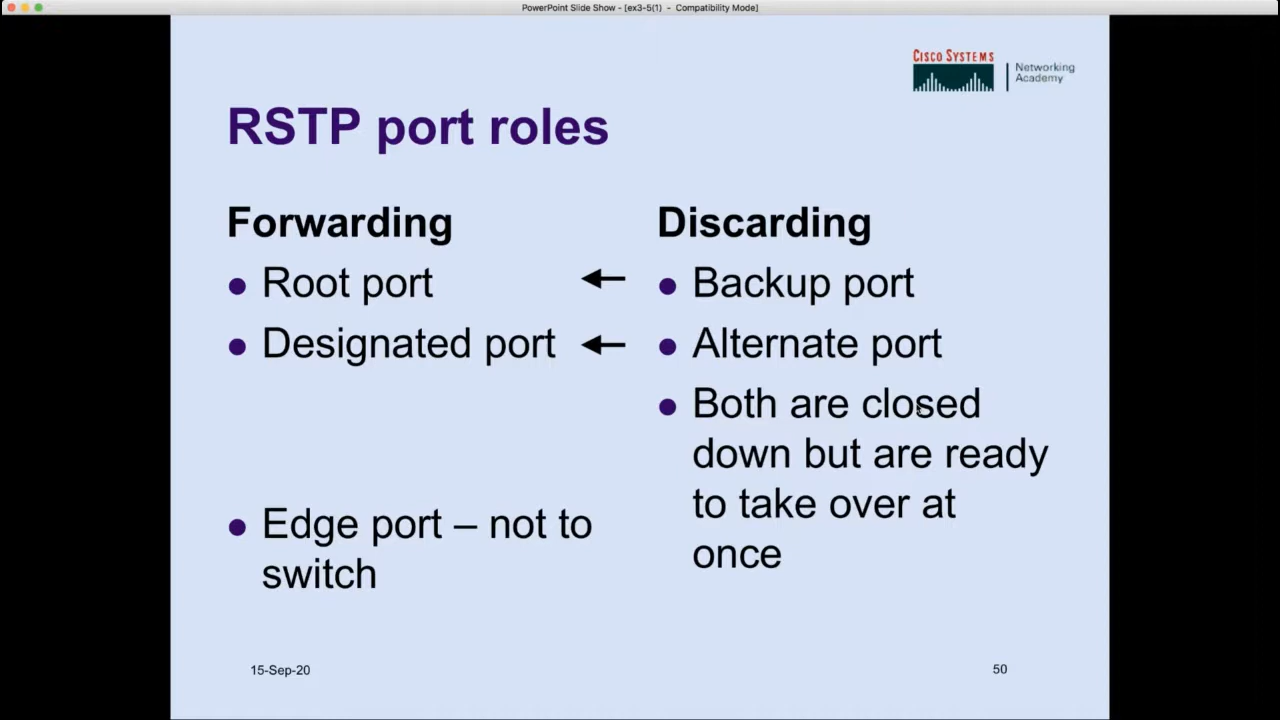 PowerPoint Slide Show - [ex3-5(1) - Compatibility Mode]
CISCO SYSTEMS
Networking
Academy
RSTP port roles
Forwarding
Root port
Designated port
Edge port – not to
switch
Discarding
Backup port
Alternate port
Both are closed
down but are ready
to take over at
once
15-Sep-20
50